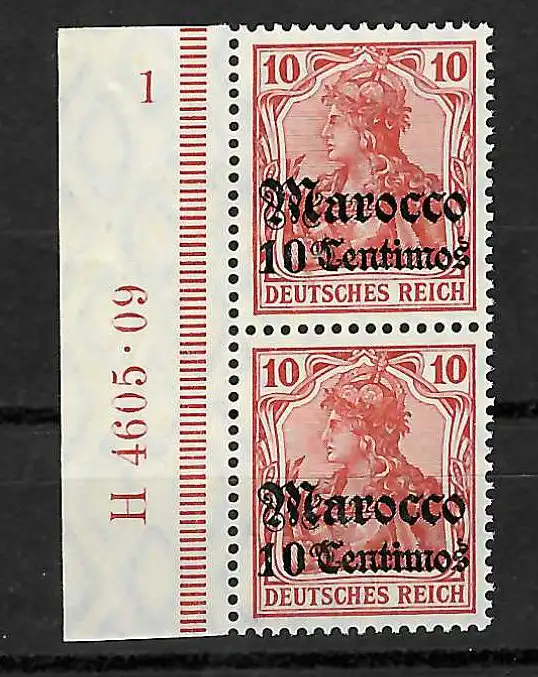 1
H 4605·09
10 10
Marocco
10 Centimos
DEUTSCHES REICH
10 10
Marocco
10 Centimos
DEUTSCHES REICH